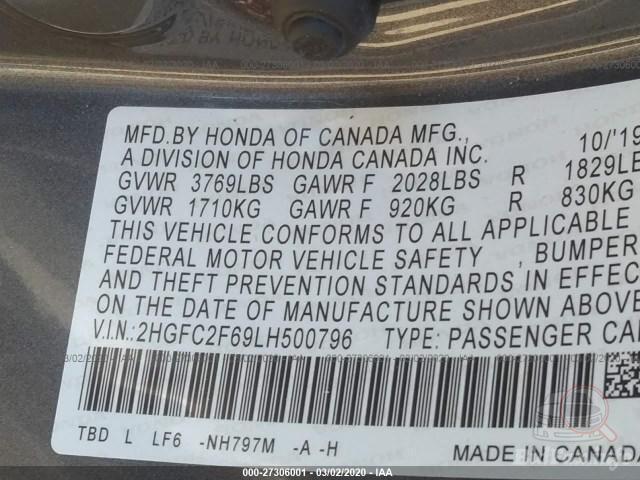 MFD.BY HONDA OF CANADA MFG., 10/'19
A DIVISION OF HONDA CANADA INC.
GVWR 3769LBS GAWR F 2028LBS R 1829LB
GVWR 1710KG GAWR F 920KG R 830KG
THIS VEHICLE CONFORMS TO ALL APPLICABLE
FEDERAL MOTOR VEHICLE SAFETY , BUMPER
AND THEFT PREVENTION STANDARDS IN EFFEC
ON THE DATE OF MANUFACTURE SHOWN ABOVE.
V.I.N.:2HGFC2F69LH500796 TYPE: PASSENGER CA
TBD L LF6 -NH797M -A -H
MADE IN CANADA
000-27306001 - 03/02/2020 - IAA